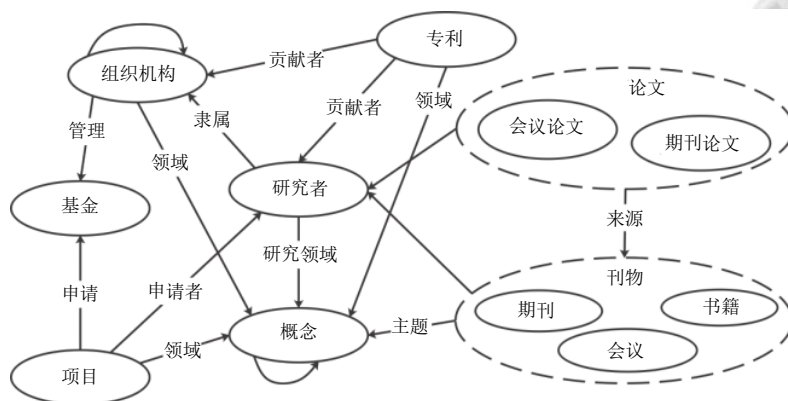 专利
组织机构
贡献者
论文
贡献者
领域
会议论文
期刊论文
管理
隶属
领域
研究者
基金
来源
研究领域
刊物
申请
申请者
期刊
书籍
概念
主题
会议
领域
项目